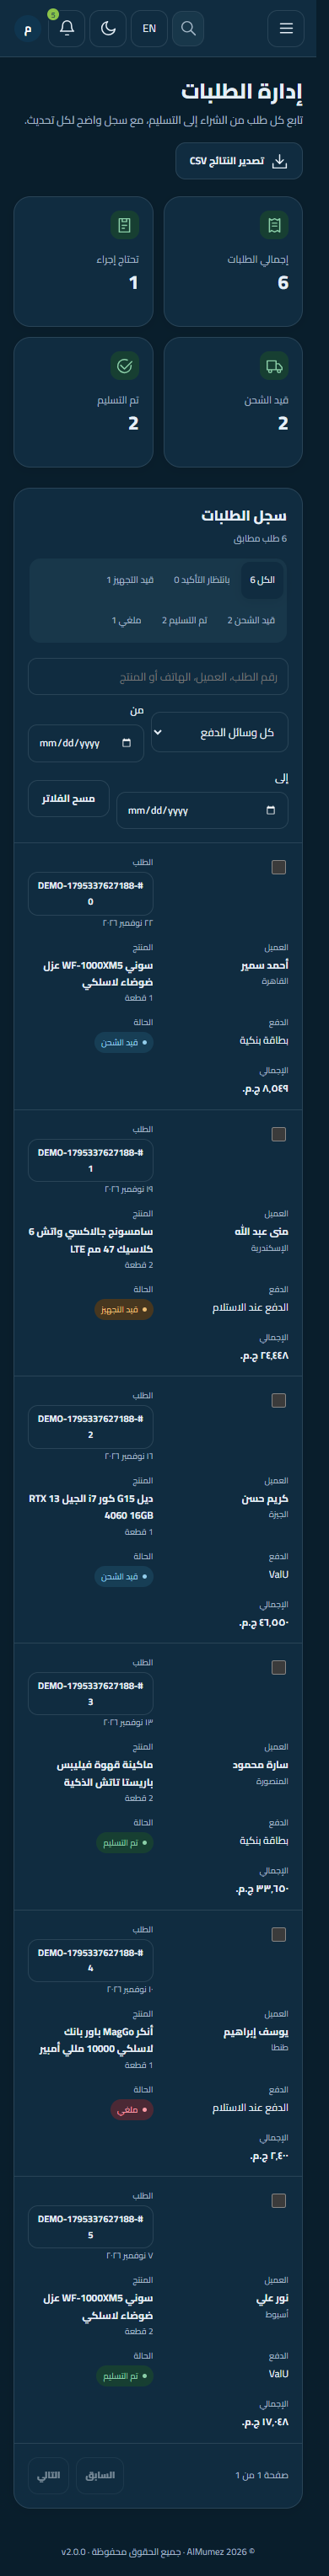 م
5
EN
إدارة الطلبات
تابع كل طلب من الشراء إلى التسليم، مع سجل واضح لكل تحديث.
تصدير النتائج CSV
إجمالي الطلبات
6
تحتاج إجراء
1
قيد الشحن
2
تم التسليم
2
سجل الطلبات
6 طلب مطابق
الكل 6
بانتظار التأكيد 0
قيد التجهيز 1
قيد الشحن 2
تم التسليم 2
ملغي 1
رقم الطلب، العميل، الهاتف أو المنتج
كل وسائل الدفع
من
mm/dd/yyyy
إلى
mm/dd/yyyy
مسح الفلاتر
الطلب
DEMO-1795337627188-#
0
٢٢ نوفمبر ٢٠٢٦
العميل
أحمد سمير
القاهرة
المنتج
سوني WF-1000XM5 عزل
ضوضاء لاسلكي
1 قطعة
الدفع
بطاقة بنكية
الحالة
قيد الشحن
الإجمالي
٨,٥٤٩ ج.م.
الطلب
DEMO-1795337627188-#
1
١٩ نوفمبر ٢٠٢٦
العميل
منى عبد الله
الإسكندرية
المنتج
سامسونج جالاكسي واتش 6
كلاسيك 47 مم LTE
2 قطعة
الدفع
الدفع عند الاستلام
الحالة
قيد التجهيز
الإجمالي
٢٤,٤٤٨ ج.م.
الطلب
DEMO-1795337627188-#
2
١٦ نوفمبر ٢٠٢٦
العميل
كريم حسن
الجيزة
المنتج
ديل G15 كور i7 الجيل 13 RTX
4060 16GB
1 قطعة
الدفع
ValU
الحالة
قيد الشحن
الإجمالي
٤٦,٥٥٠ ج.م.
الطلب
DEMO-1795337627188-#
3
١٣ نوفمبر ٢٠٢٦
العميل
سارة محمود
المنصورة
المنتج
ماكينة قهوة فيليبس
باريستا تاتش الذكية
2 قطعة
الدفع
بطاقة بنكية
الحالة
تم التسليم
الإجمالي
٣٣,٦٥٠ ج.م.
الطلب
DEMO-1795337627188-#
4
١٠ نوفمبر ٢٠٢٦
العميل
يوسف إبراهيم
طنطا
المنتج
أنكر MagGo باور بانك
لاسلكي 10000 مللي أمبير
1 قطعة
الدفع
الدفع عند الاستلام
الحالة
ملغي
الإجمالي
٢,٤٠٠ ج.م.
الطلب
DEMO-1795337627188-#
5
٧ نوفمبر ٢٠٢٦
العميل
نور علي
أسيوط
المنتج
سوني WF-1000XM5 عزل
ضوضاء لاسلكي
2 قطعة
الدفع
ValU
الحالة
تم التسليم
الإجمالي
١٧,٠٤٨ ج.م.
صفحة 1 من 1
السابق
التالي
© 2026 AlMumez · جميع الحقوق محفوظة · v2.0.0